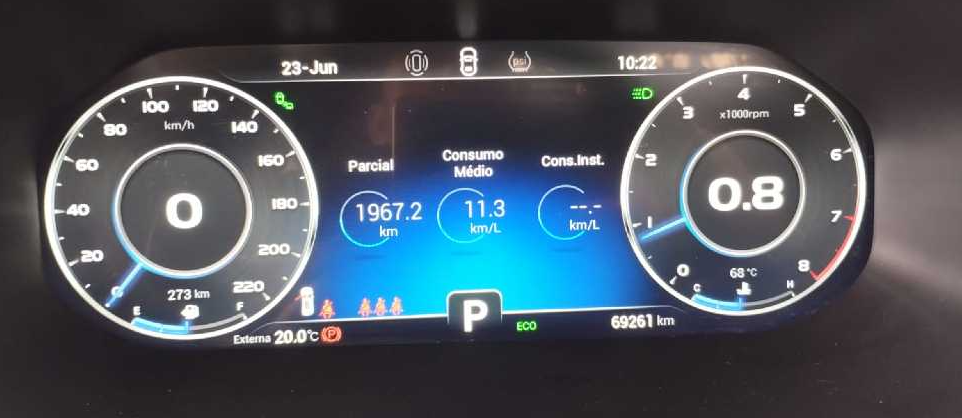 23-Jun
psi
10:22
0
20
40
60
80
100
120
140
160
180
200
220
km/h
0
273 km
E
F
Parcial
1967.2
km
Consumo
Médio
11.3
km/L
Cons.Inst.
--.-
km/L
0
1
2
3
4
5
6
7
8
x1000rpm
0.8
68 °C
C
H
Externa 20.0°C
P
P
ECO
69261 km